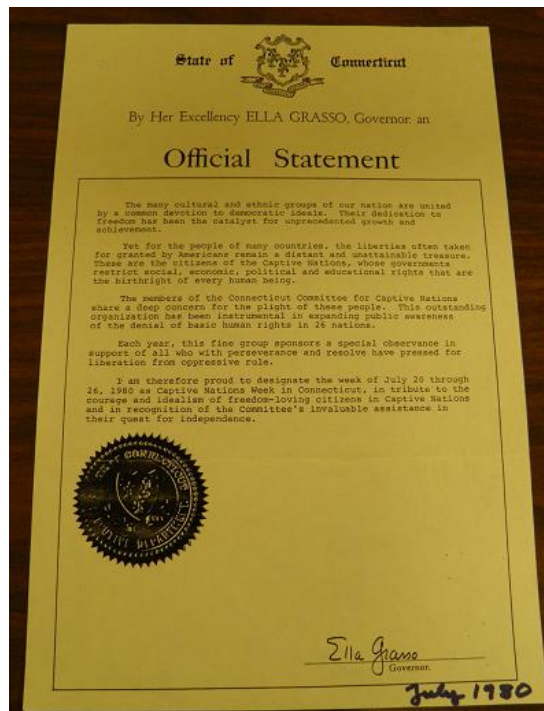 State of Connecticut
By Her Excellency ELLA GRASSO, Governor: an
Official Statement
The many cultural and ethnic groups of our nation are united
by a common devotion to democratic ideals. Their dedication to
freedom has been the catalyst for unprecedented growth and
achievement.
Yet for the people of many countries, the liberties often taken
for granted by Americans remain a distant and unattainable treasure.
These are the citizens of the Captive Nations, whose governments
restrict social, economic, political and educational rights that are
the birthright of every human being.
The members of the Connecticut Committee for Captive Nations
share a deep concern for the plight of these people. This outstanding
organization has been instrumental in expanding public awareness
of the denial of basic human rights in 26 nations.
Each year, this fine group sponsors a special observance in
support of all who with perseverance and resolve have pressed for
liberation from oppressive rule.
I am therefore proud to designate the week of July 20 through
26, 1980 as Captive Nations Week in Connecticut, in tribute to the
courage and idealism of freedom-loving citizens in Captive Nations
and in recognition of the Committee's invaluable assistance in
their quest for independence.
CONNECTICUT
Ella Grasso
Governor.
July 1980